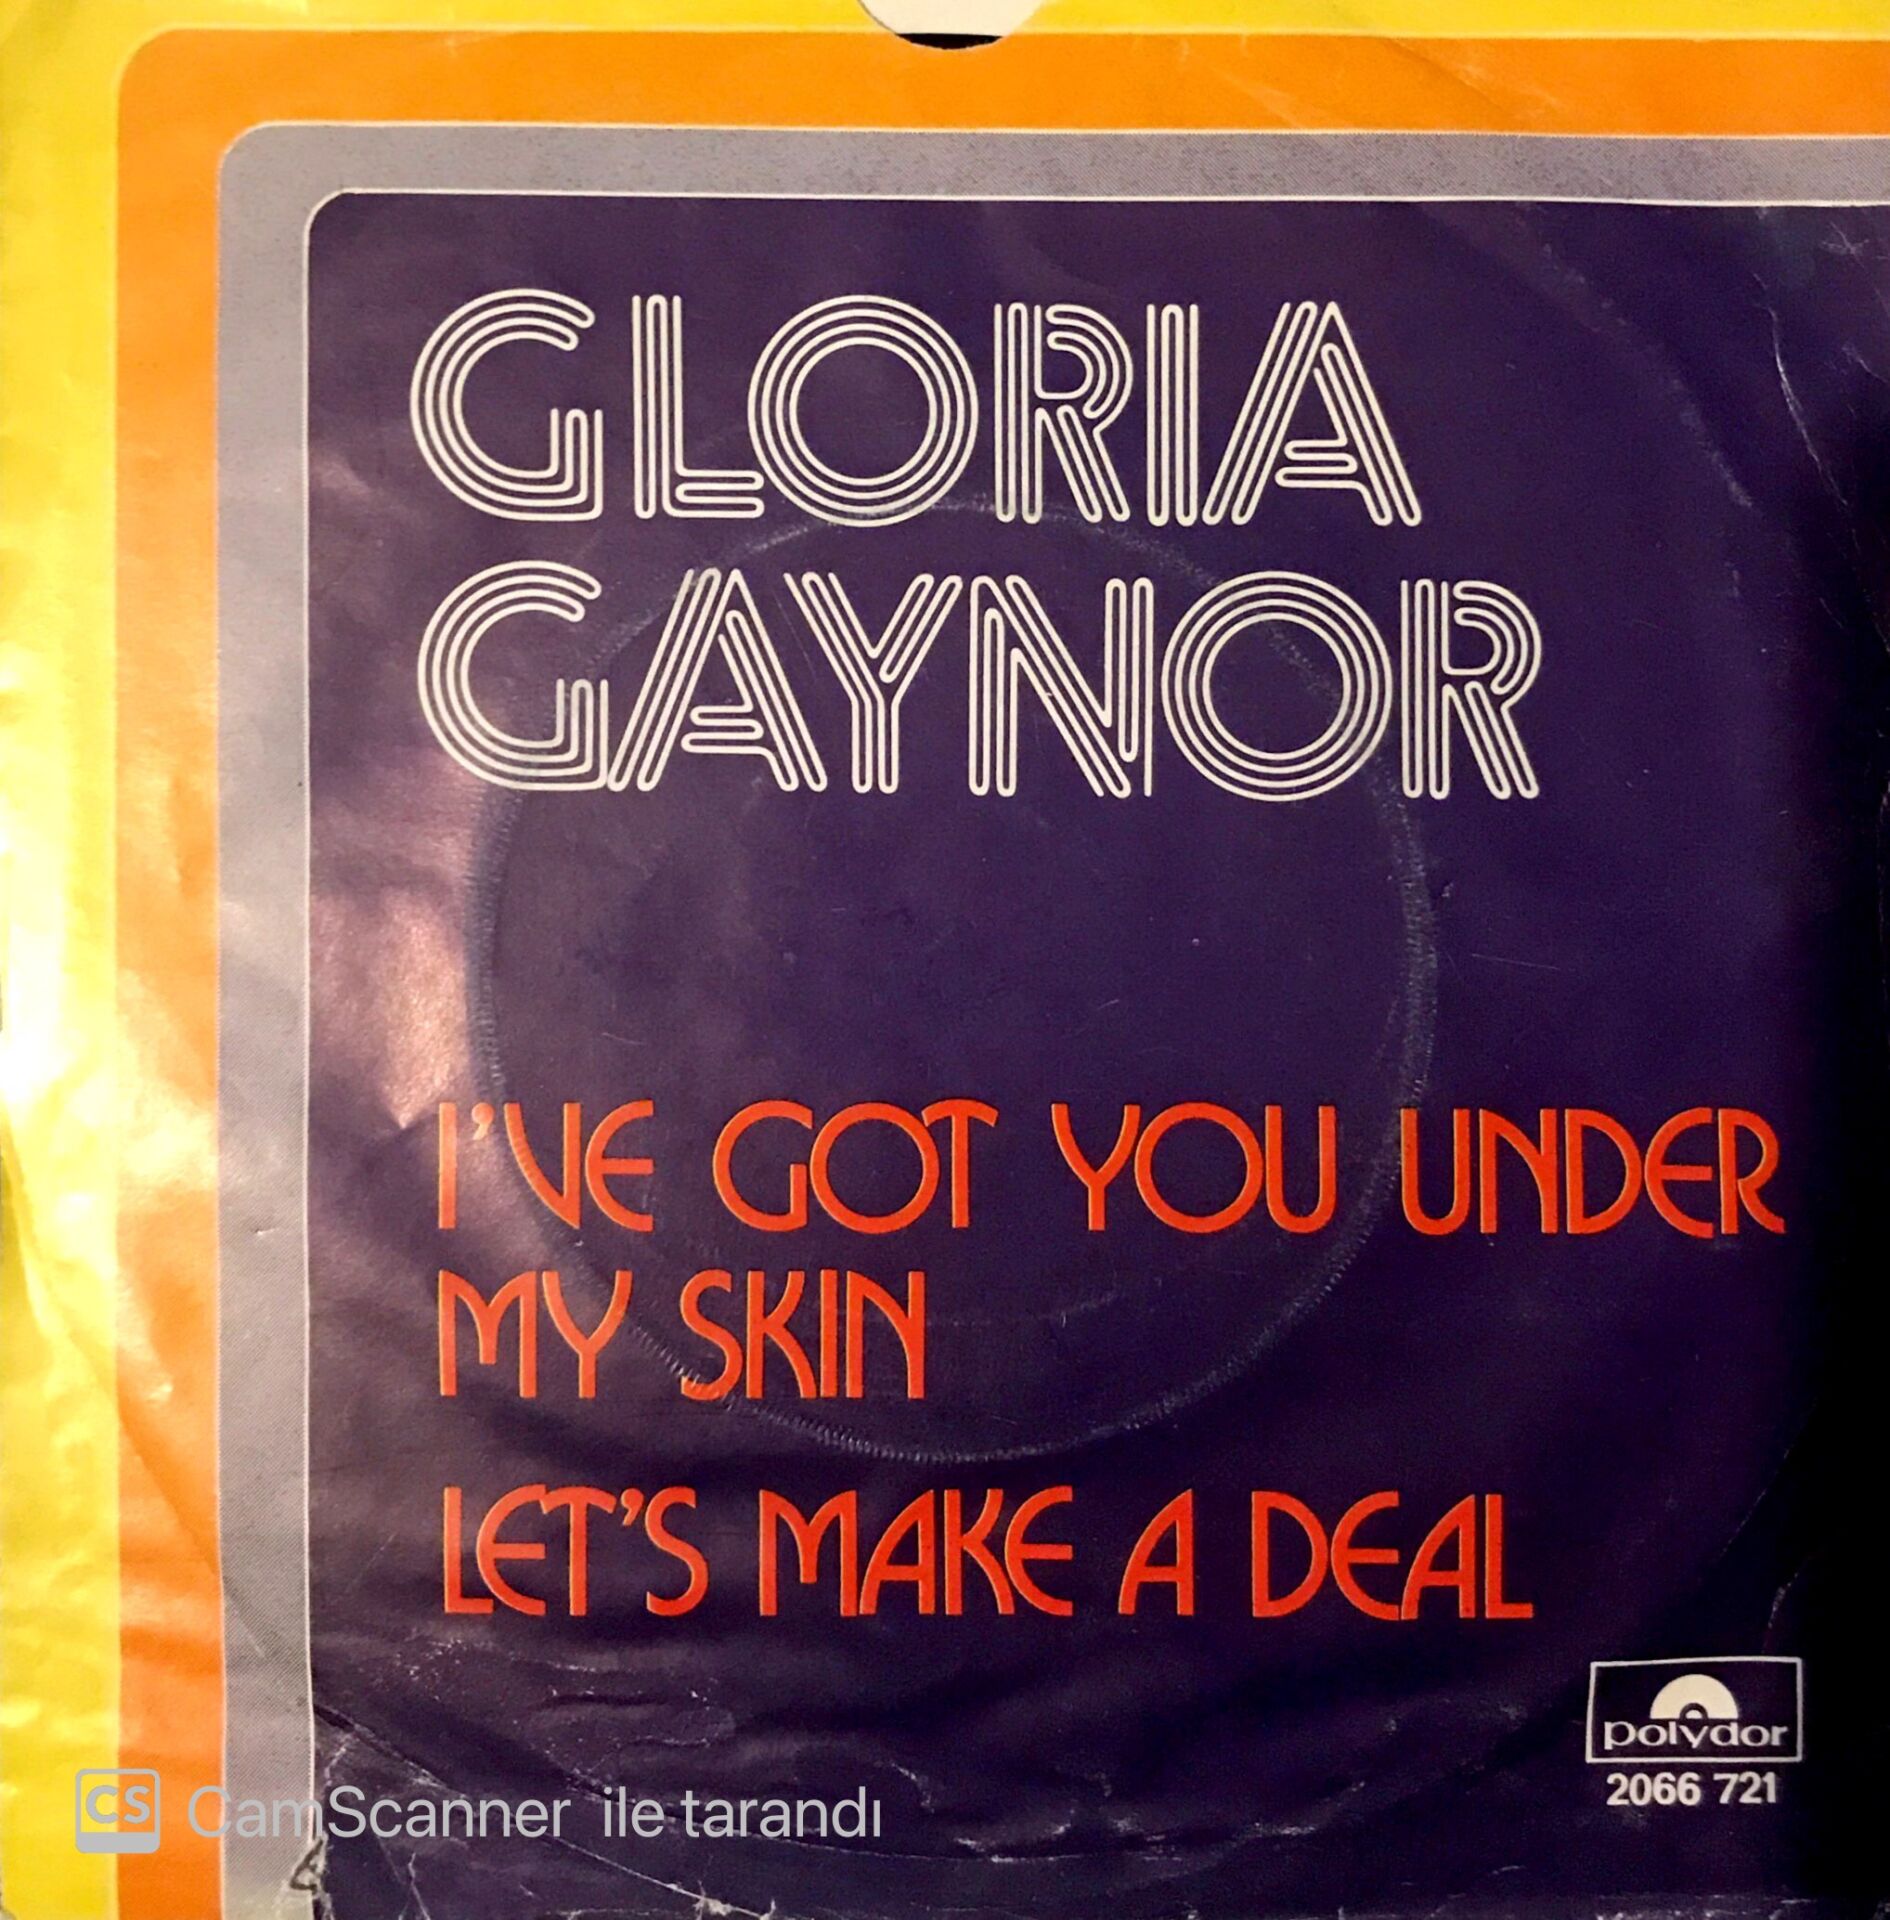 GLORIA
GAYNOR
I'VE GOT YOU UNDER
MY SKIN
LET'S MAKE A DEAL
polydor
2066 721
CS CamScanner ile tarandı